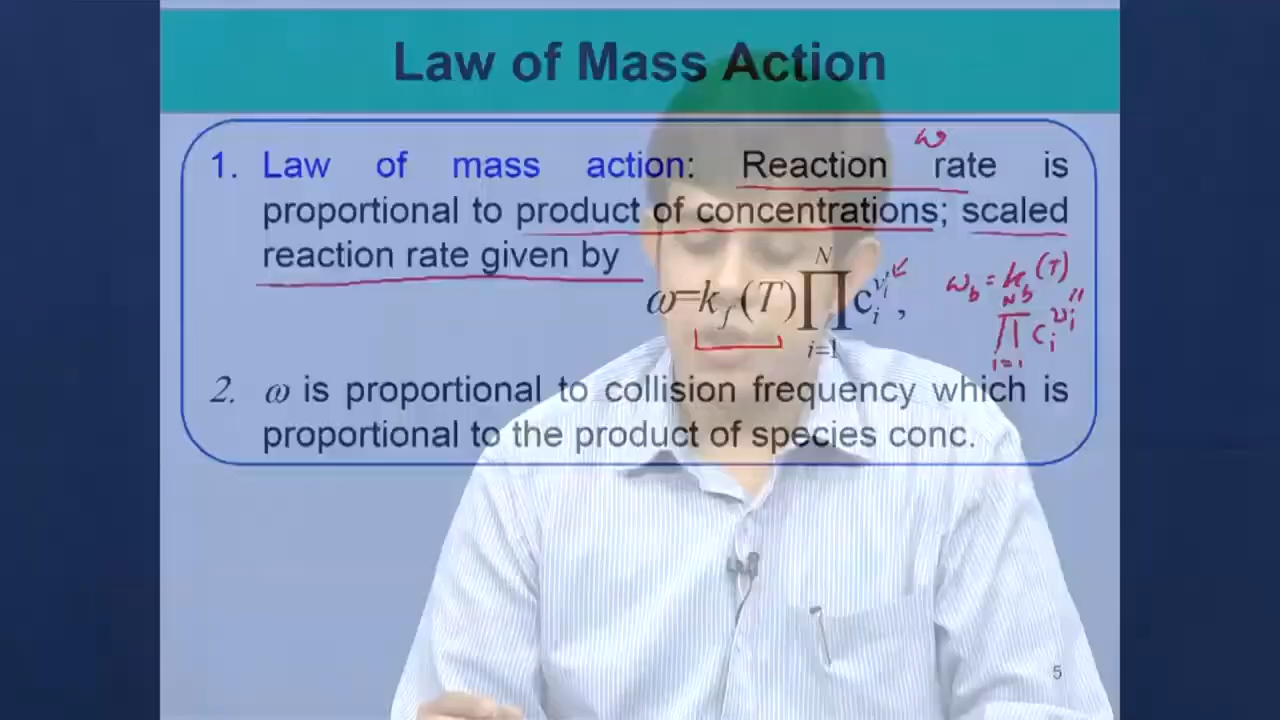 Law of Mass Action
ω
1. Law of mass action: Reaction rate is
proportional to product of concentrations; scaled
reaction rate given by
ω=k_f(T)∏_{i=1}^{N} c_i^{ν_i'},
ω_b = k_b(T)
∏_{i=1}^{N} c_i^{ν_i''}
2. ω is proportional to collision frequency which is
proportional to the product of species conc.
5